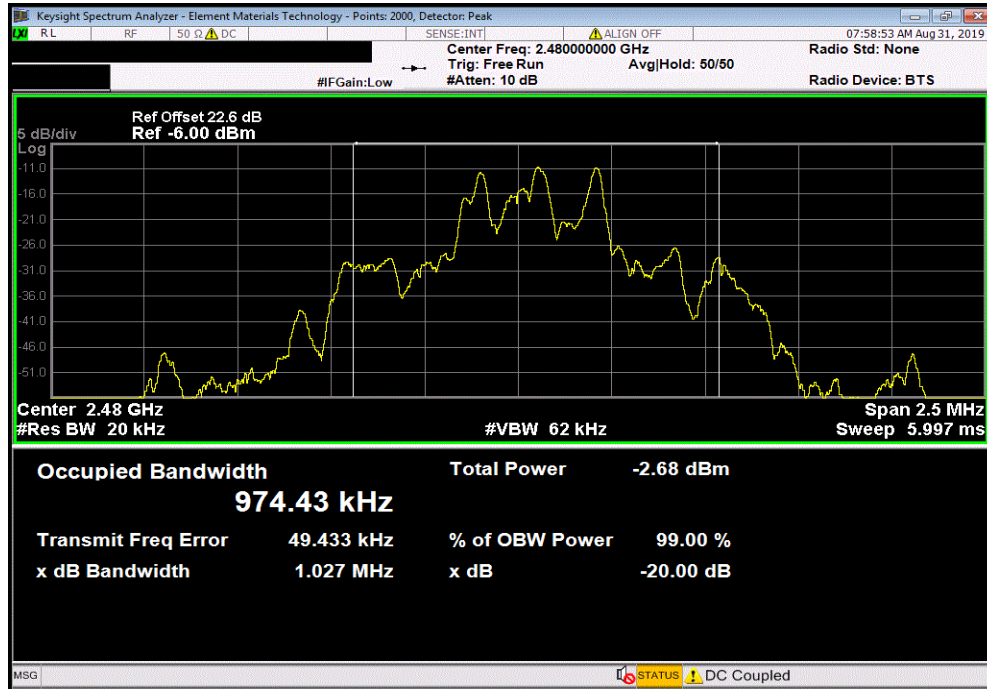 Keysight Spectrum Analyzer - Element Materials Technology - Points: 2000, Detector: Peak
LXI RL RF 50 Ω DC SENSE:INT ALIGN OFF 07:58:53 AM Aug 31, 2019
Center Freq: 2.480000000 GHz Radio Std: None
Trig: Free Run Avg|Hold: 50/50
#IFGain:Low #Atten: 10 dB Radio Device: BTS
Ref Offset 22.6 dB
5 dB/div Ref -6.00 dBm
Log
-11.0
-16.0
-21.0
-26.0
-31.0
-36.0
-41.0
-46.0
-51.0
Center 2.48 GHz Span 2.5 MHz
#Res BW 20 kHz #VBW 62 kHz Sweep 5.997 ms
Occupied Bandwidth Total Power -2.68 dBm
974.43 kHz
Transmit Freq Error 49.433 kHz % of OBW Power 99.00 %
x dB Bandwidth 1.027 MHz x dB -20.00 dB
MSG STATUS DC Coupled